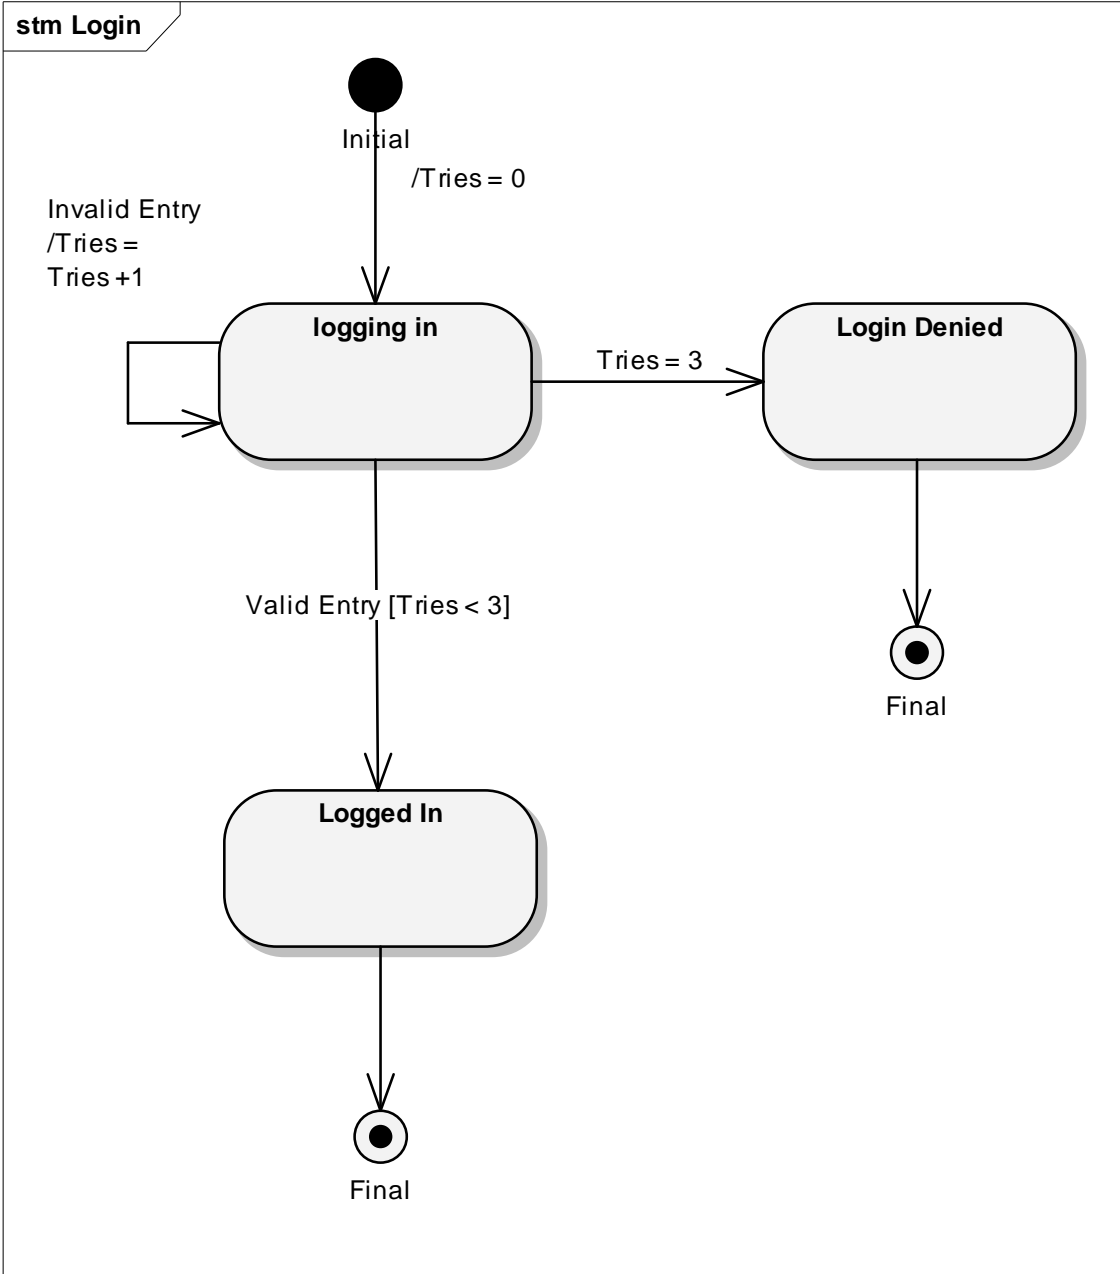 stm Login
Initial
/Tries = 0
Invalid Entry
/Tries =
Tries +1
logging in
Tries = 3
Login Denied
Valid Entry [Tries < 3]
Final
Logged In
Final